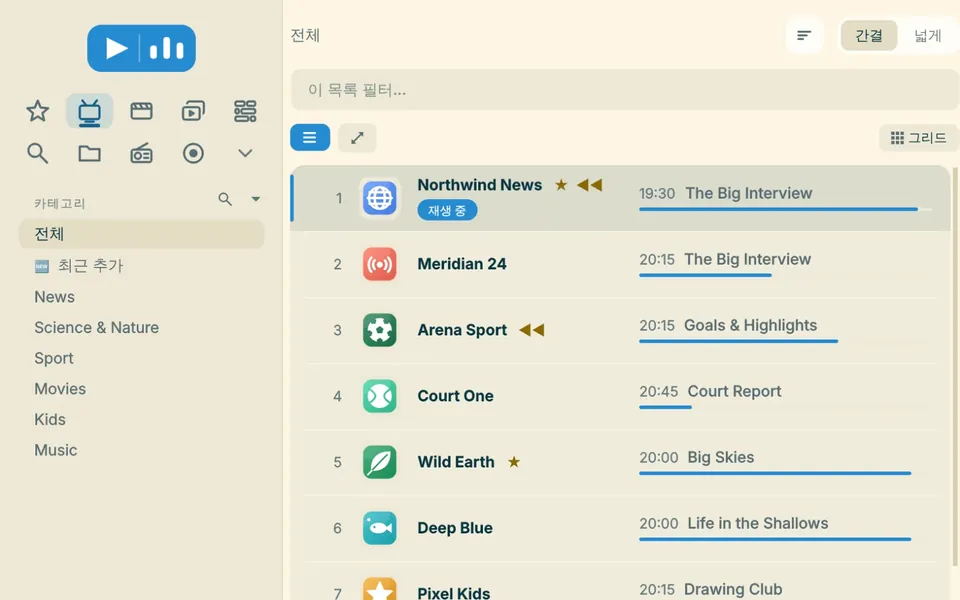 전체
간결
넓게
이 목록 필터...
그리드
카테고리
전체
NEW 최근 추가
News
Science & Nature
Sport
Movies
Kids
Music
1 Northwind News ★ 19:30 The Big Interview
재생 중
2 Meridian 24 20:15 The Big Interview
3 Arena Sport 20:15 Goals & Highlights
4 Court One 20:45 Court Report
5 Wild Earth ★ 20:00 Big Skies
6 Deep Blue 20:00 Life in the Shallows
7 Pixel Kids 20:15 Drawing Club